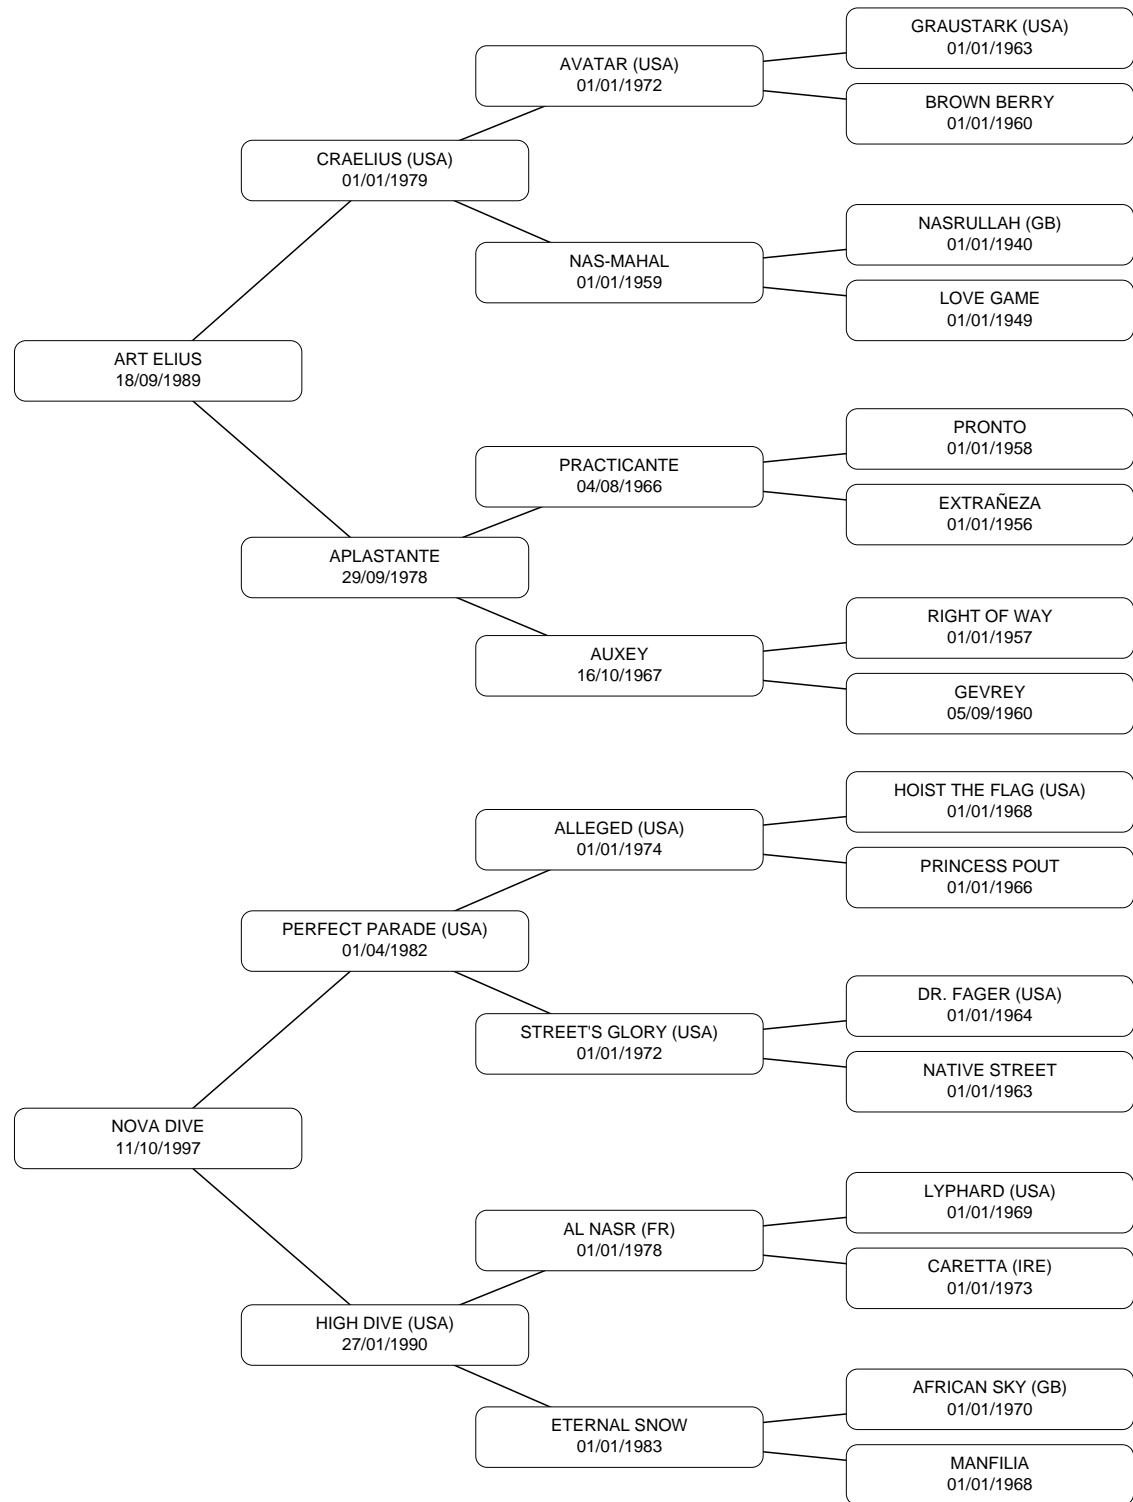 GRAUSTARK (USA)
01/01/1963
AVATAR (USA)
01/01/1972
BROWN BERRY
01/01/1960
CRAELIUS (USA)
01/01/1979
NASRULLAH (GB)
01/01/1940
NAS-MAHAL
01/01/1959
LOVE GAME
01/01/1949
ART ELIUS
18/09/1989
PRONTO
01/01/1958
PRACTICANTE
04/08/1966
EXTRAÑEZA
01/01/1956
APLASTANTE
29/09/1978
RIGHT OF WAY
01/01/1957
AUXEY
16/10/1967
GEVREY
05/09/1960
HOIST THE FLAG (USA)
01/01/1968
ALLEGED (USA)
01/01/1974
PRINCESS POUT
01/01/1966
PERFECT PARADE (USA)
01/04/1982
DR. FAGER (USA)
01/01/1964
STREET'S GLORY (USA)
01/01/1972
NATIVE STREET
01/01/1963
NOVA DIVE
11/10/1997
LYPHARD (USA)
01/01/1969
AL NASR (FR)
01/01/1978
CARETTA (IRE)
01/01/1973
HIGH DIVE (USA)
27/01/1990
AFRICAN SKY (GB)
01/01/1970
ETERNAL SNOW
01/01/1983
MANFILIA
01/01/1968